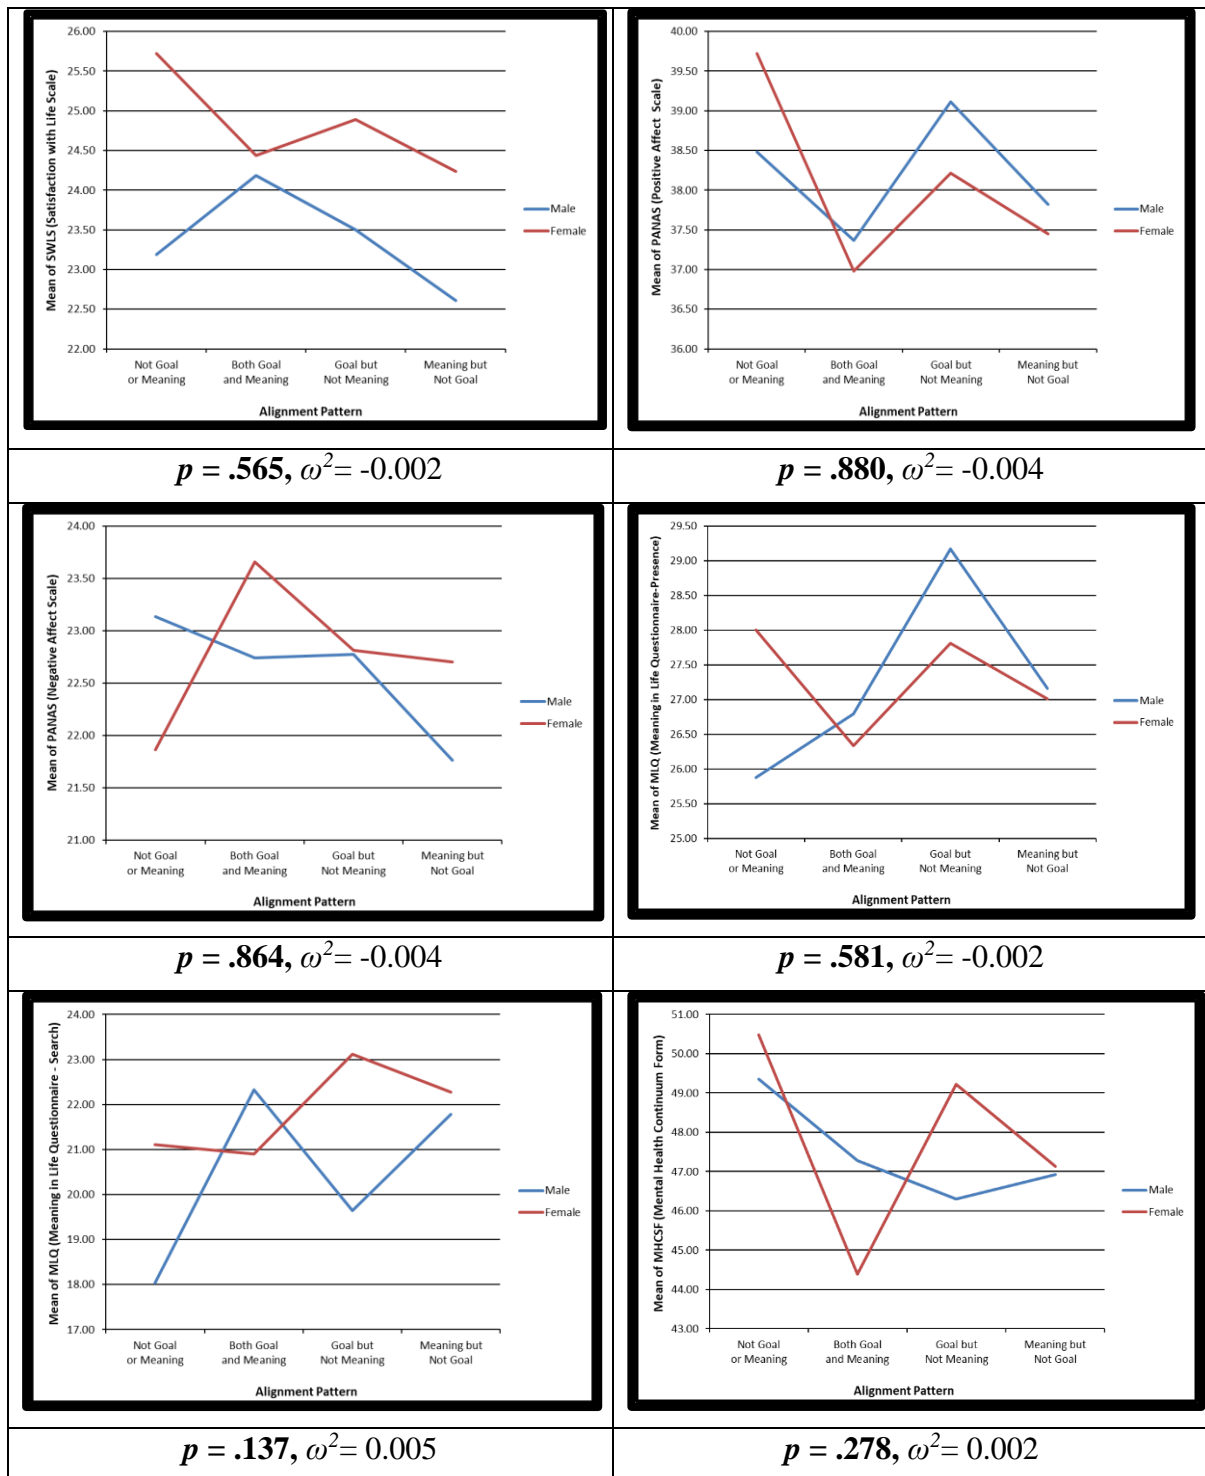 Mean of SWLS (Satisfaction with Life Scale)
26.00
25.50
25.00
24.50
24.00
23.50
23.00
22.50
22.00
Not Goal
or Meaning
Both Goal
and Meaning
Goal but
Not Meaning
Meaning but
Not Goal
Alignment Pattern
Male
Female
Mean of PANAS (Positive Affect Scale)
40.00
39.50
39.00
38.50
38.00
37.50
37.00
36.50
36.00
Not Goal
or Meaning
Both Goal
and Meaning
Goal but
Not Meaning
Meaning but
Not Goal
Alignment Pattern
Male
Female
p = .565, ω²= -0.002
p = .880, ω²= -0.004
Mean of PANAS (Negative Affect Scale)
24.00
23.50
23.00
22.50
22.00
21.50
21.00
Not Goal
or Meaning
Both Goal
and Meaning
Goal but
Not Meaning
Meaning but
Not Goal
Alignment Pattern
Male
Female
Mean of MLQ (Meaning in Life Questionnaire-Presence)
29.50
29.00
28.50
28.00
27.50
27.00
26.50
26.00
25.50
25.00
Not Goal
or Meaning
Both Goal
and Meaning
Goal but
Not Meaning
Meaning but
Not Goal
Alignment Pattern
Male
Female
p = .864, ω²= -0.004
p = .581, ω²= -0.002
Mean of MLQ (Meaning in Life Questionnaire - Search)
24.00
23.00
22.00
21.00
20.00
19.00
18.00
17.00
Not Goal
or Meaning
Both Goal
and Meaning
Goal but
Not Meaning
Meaning but
Not Goal
Alignment Pattern
Male
Female
Mean of MHCSF (Mental Health Continuum Form)
51.00
50.00
49.00
48.00
47.00
46.00
45.00
44.00
43.00
Not Goal
or Meaning
Both Goal
and Meaning
Goal but
Not Meaning
Meaning but
Not Goal
Alignment Pattern
Male
Female
p = .137, ω²= 0.005
p = .278, ω²= 0.002